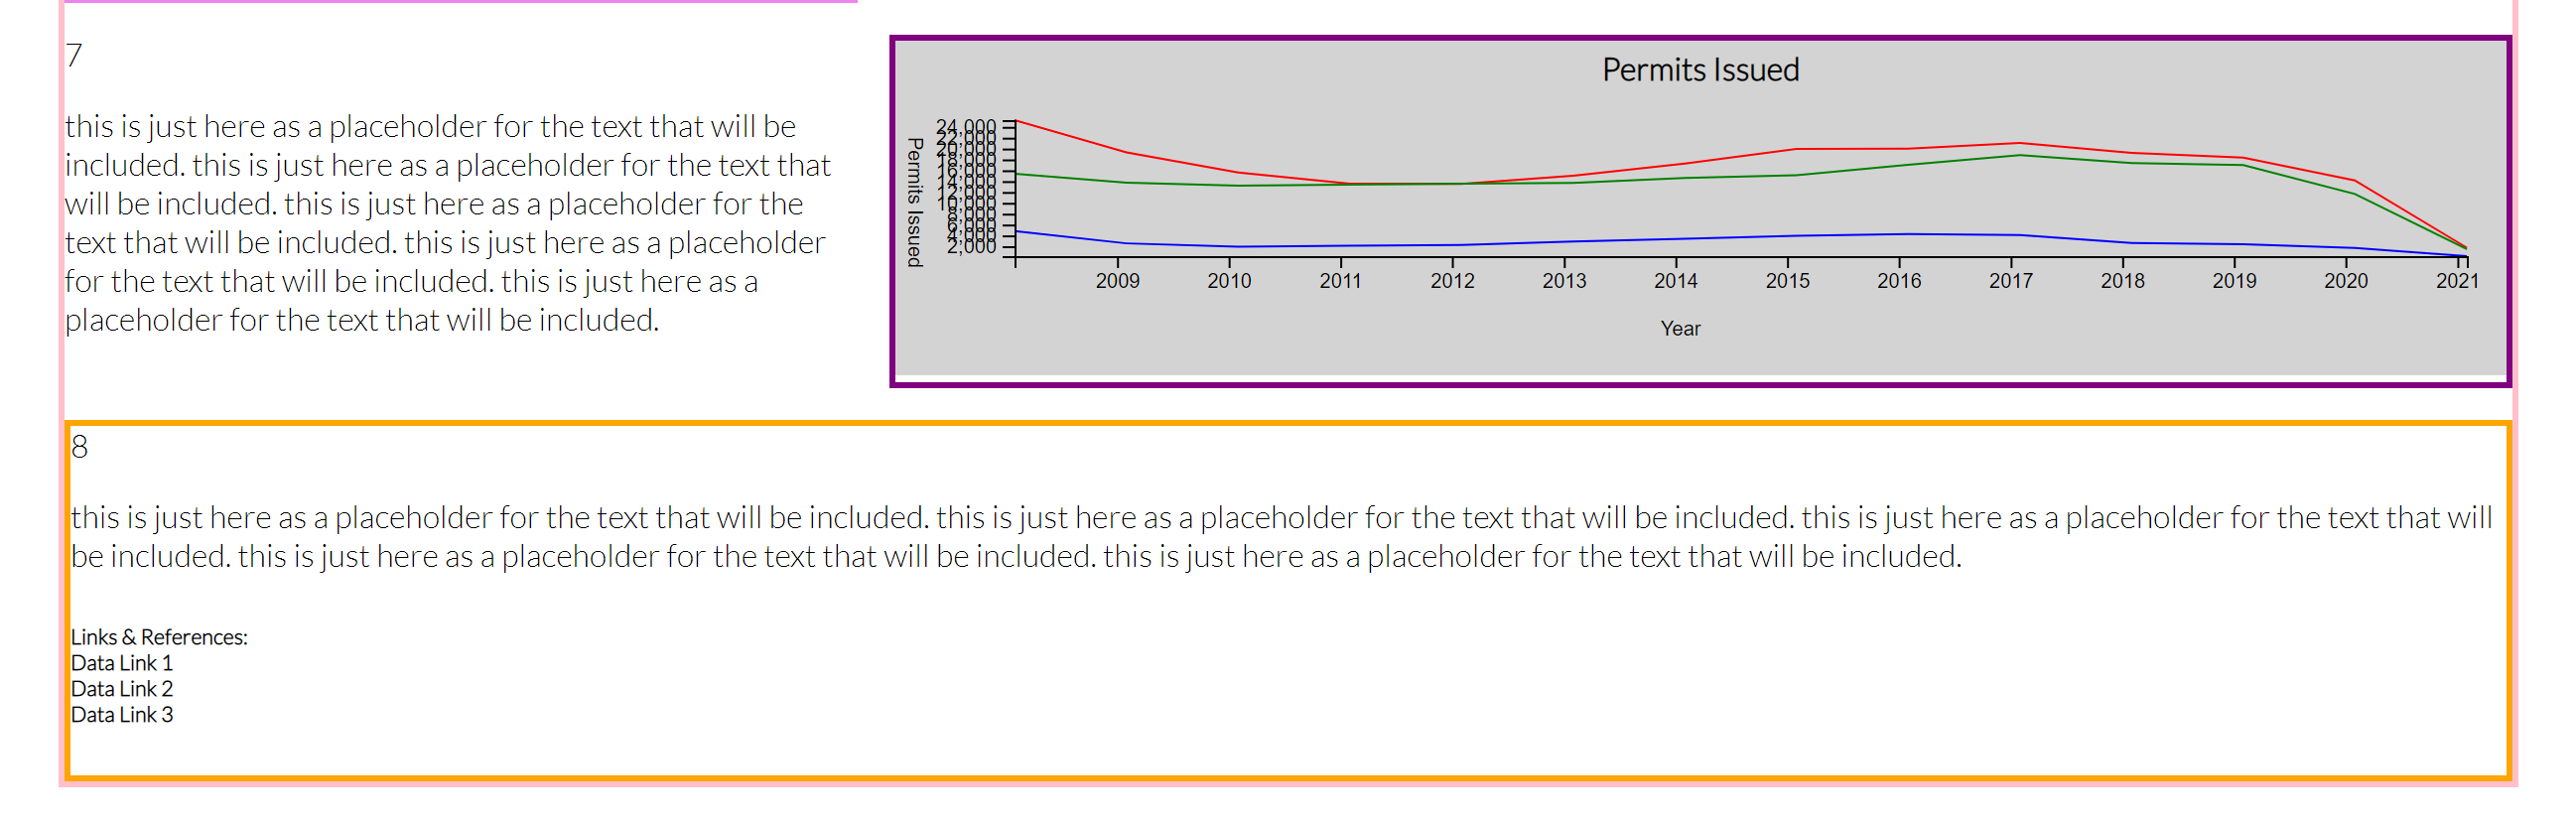 7
this is just here as a placeholder for the text that will be
included. this is just here as a placeholder for the text that
will be included. this is just here as a placeholder for the
text that will be included. this is just here as a placeholder
for the text that will be included. this is just here as a
placeholder for the text that will be included.
Permits Issued
Permits Issued
24,000
22,000
20,000
18,000
16,000
14,000
12,000
10,000
8,000
6,000
4,000
2,000
2009 2010 2011 2012 2013 2014 2015 2016 2017 2018 2019 2020 2021
Year
8
this is just here as a placeholder for the text that will be included. this is just here as a placeholder for the text that will be included. this is just here as a placeholder for the text that will
be included. this is just here as a placeholder for the text that will be included. this is just here as a placeholder for the text that will be included.
Links & References:
Data Link 1
Data Link 2
Data Link 3